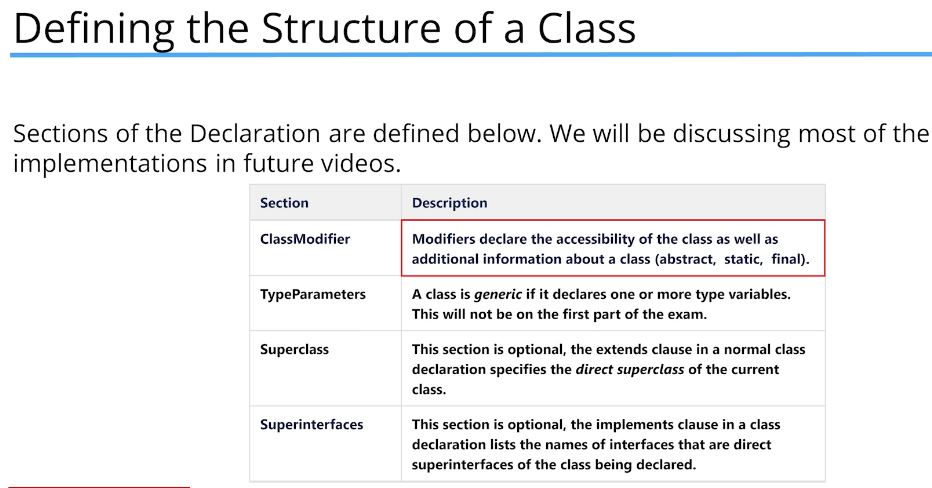 Defining the Structure of a Class
Sections of the Declaration are defined below. We will be discussing most of the
implementations in future videos.
Section
Description
ClassModifier
Modifiers declare the accessibility of the class as well as
additional information about a class (abstract, static, final).
TypeParameters
A class is generic if it declares one or more type variables.
This will not be on the first part of the exam.
Superclass
This section is optional, the extends clause in a normal class
declaration specifies the direct superclass of the current
class.
Superinterfaces
This section is optional, the implements clause in a class
declaration lists the names of interfaces that are direct
superinterfaces of the class being declared.